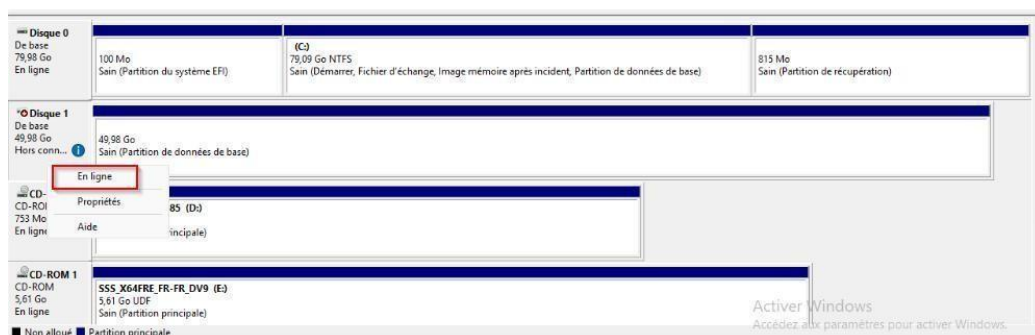 Disque 0
De base
79,98 Go
En ligne
100 Mo
Sain (Partition du système EFI)
(C:)
79,09 Go NTFS
Sain (Démarrer, Fichier d'échange, Image mémoire après incident, Partition de données de base)
815 Mo
Sain (Partition de récupération)
Disque 1
De base
49,98 Go
Hors conn...
49,98 Go
Sain (Partition de données de base)
En ligne
Propriétés
Aide
CD-
CD-RO
753 Mo
En ligne
85 (D:)
incipale)
CD-ROM 1
CD-ROM
5,61 Go
En ligne
SSS_X64FRE_FR-FR_DV9 (E:)
5,61 Go UDF
Sain (Partition principale)
Activer Windows
Accédez aux paramètres pour activer Windows.
Non alloué Partition principale